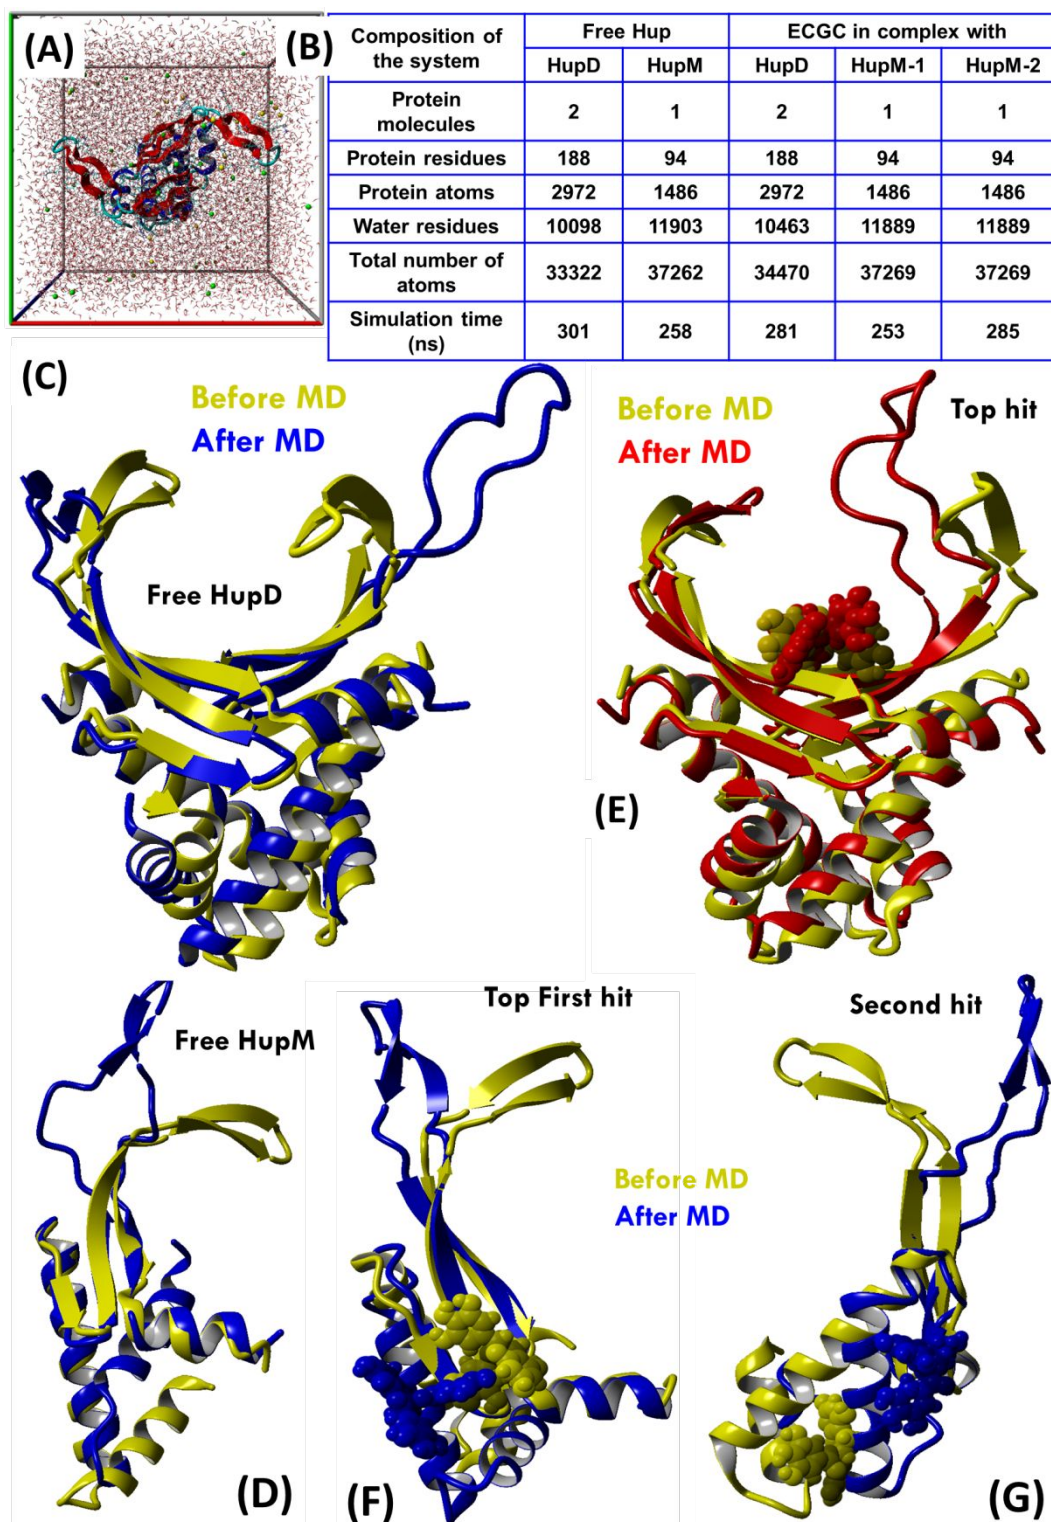 (A)
(B)
Composition of the system Free Hup ECGC in complex with
HupD HupM HupD HupM-1 HupM-2
Protein molecules 2 1 2 1 1
Protein residues 188 94 188 94 94
Protein atoms 2972 1486 2972 1486 1486
Water residues 10098 11903 10463 11889 11889
Total number of atoms 33322 37262 34470 37269 37269
Simulation time (ns) 301 258 281 253 285
(C)
Before MD
After MD
Free HupD
Before MD
After MD
Top hit
(E)
Free HupM
(D)
Top First hit
(F)
Before MD
After MD
Second hit
(G)